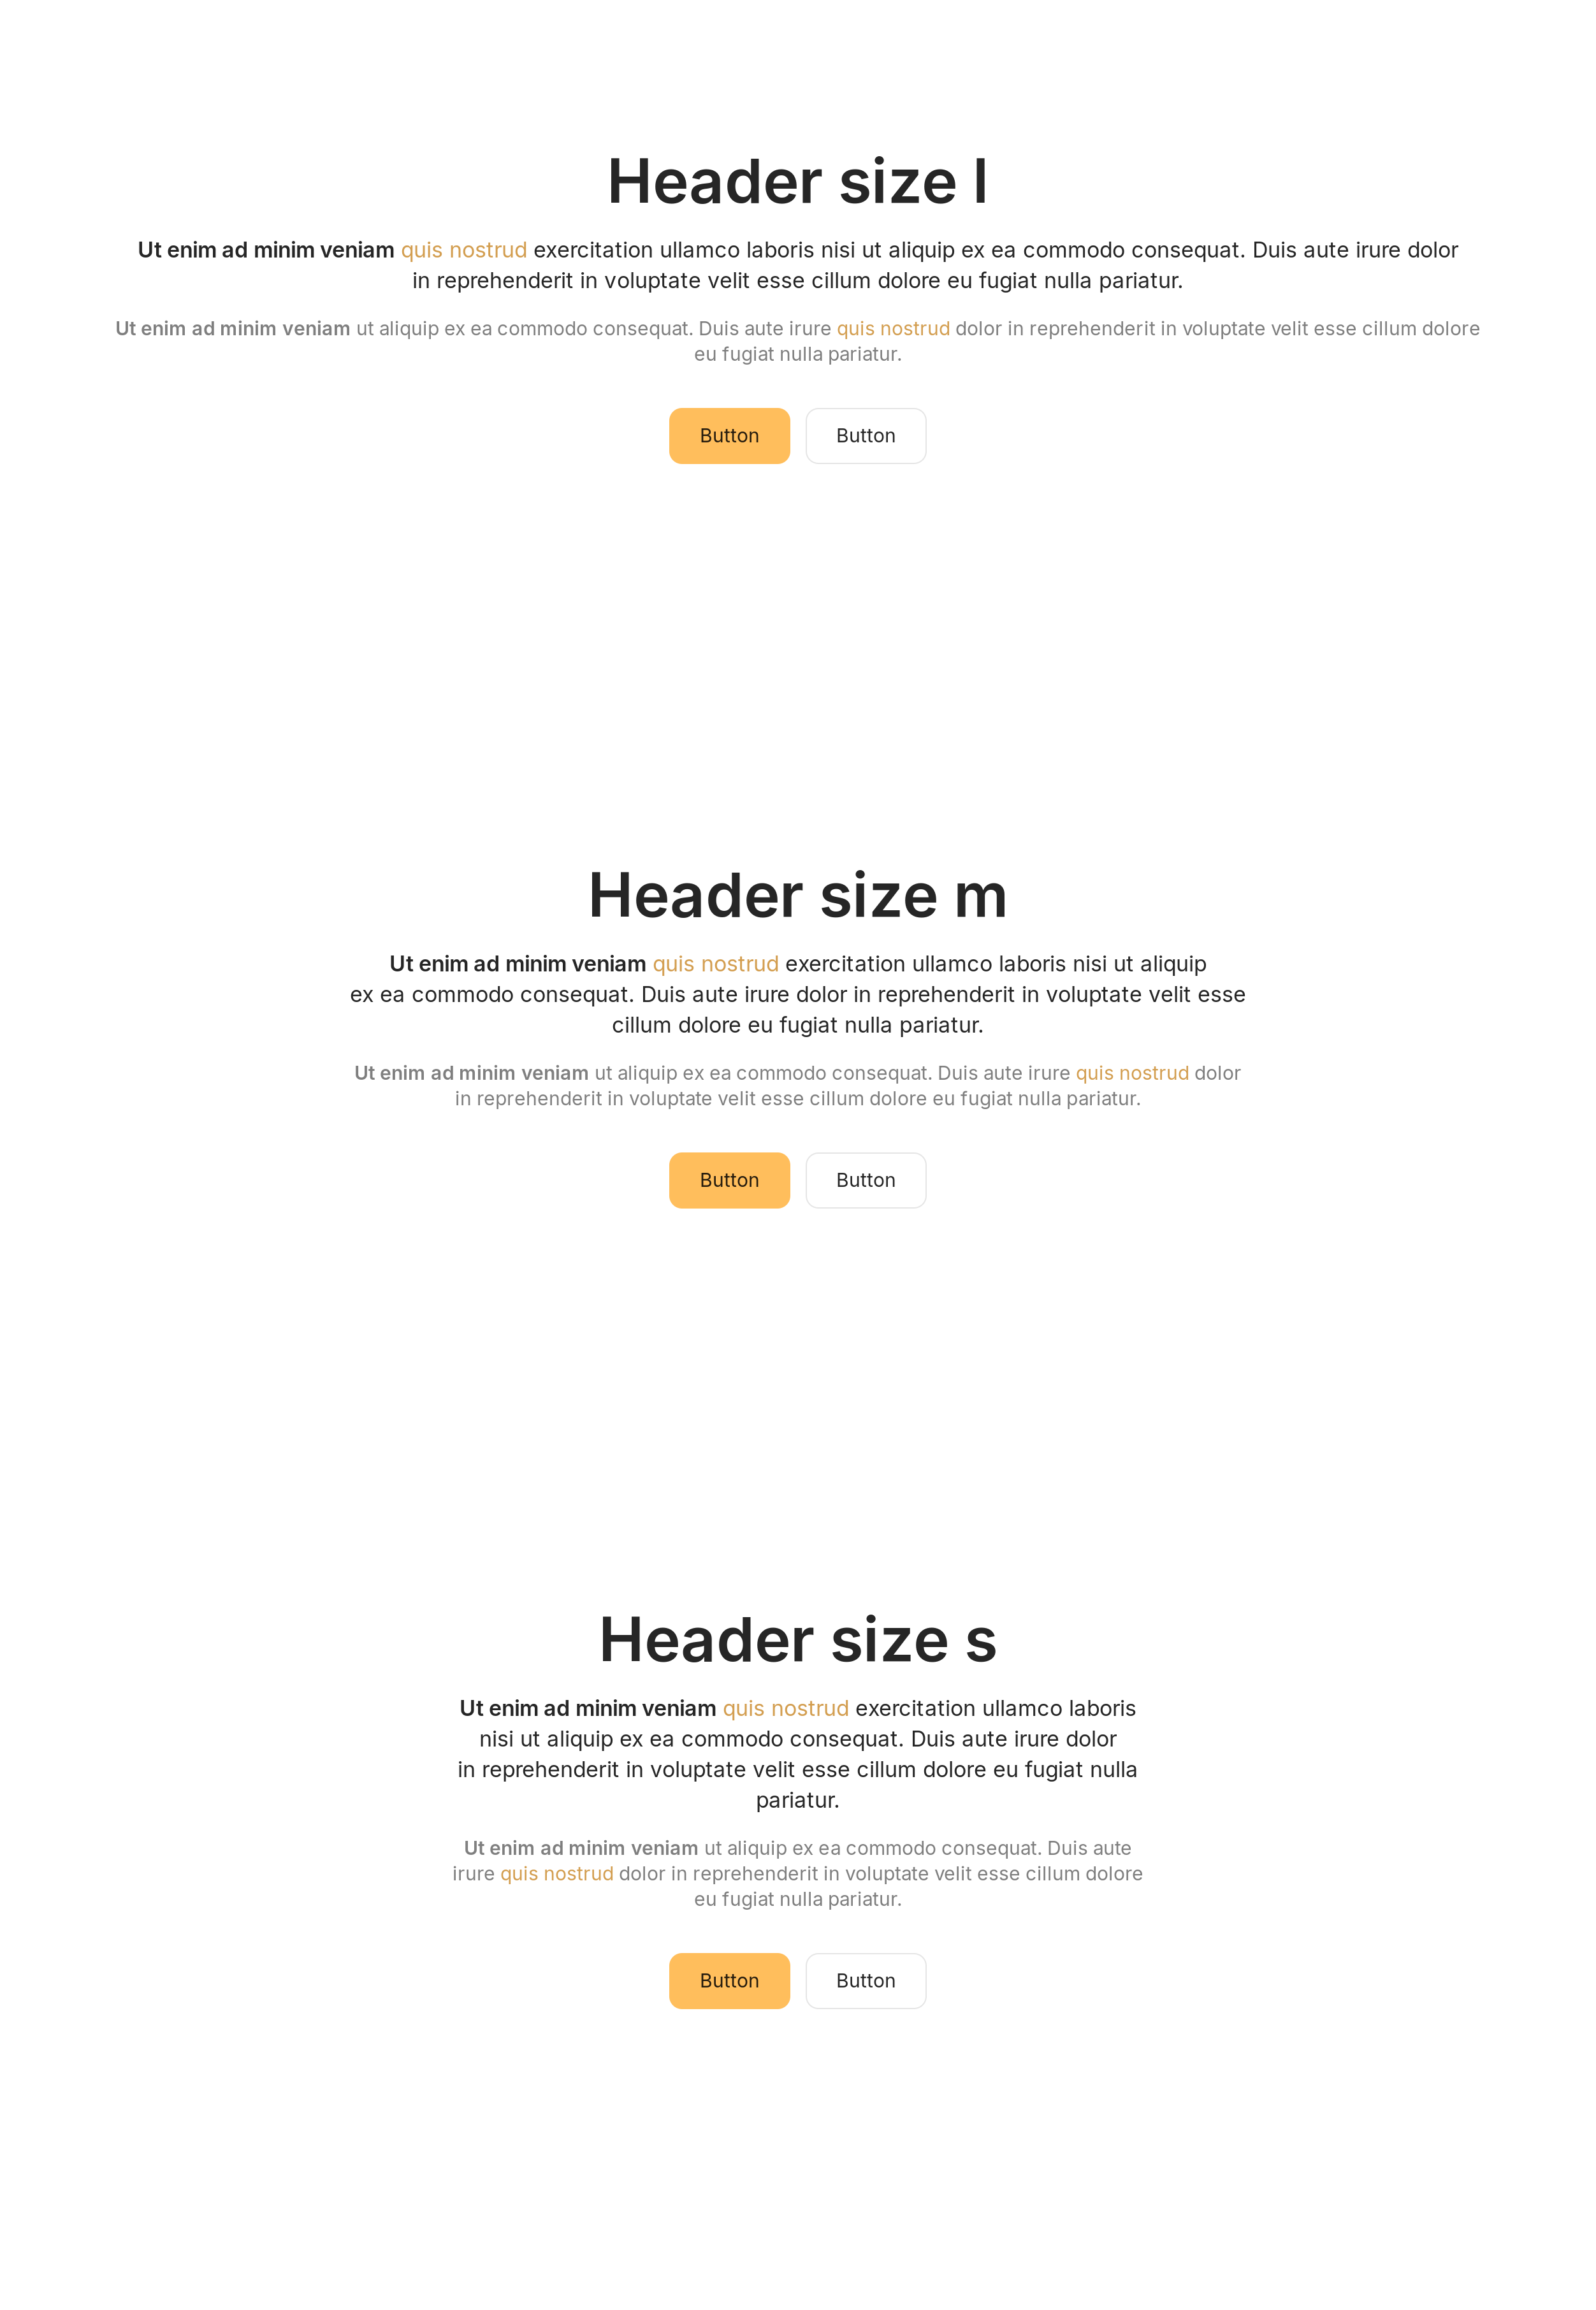 Header size l
Ut enim ad minim veniam quis nostrud exercitation ullamco laboris nisi ut aliquip ex ea commodo consequat. Duis aute irure dolor
in reprehenderit in voluptate velit esse cillum dolore eu fugiat nulla pariatur.
Ut enim ad minim veniam ut aliquip ex ea commodo consequat. Duis aute irure quis nostrud dolor in reprehenderit in voluptate velit esse cillum dolore
eu fugiat nulla pariatur.
Button Button
Header size m
Ut enim ad minim veniam quis nostrud exercitation ullamco laboris nisi ut aliquip
ex ea commodo consequat. Duis aute irure dolor in reprehenderit in voluptate velit esse
cillum dolore eu fugiat nulla pariatur.
Ut enim ad minim veniam ut aliquip ex ea commodo consequat. Duis aute irure quis nostrud dolor
in reprehenderit in voluptate velit esse cillum dolore eu fugiat nulla pariatur.
Button Button
Header size s
Ut enim ad minim veniam quis nostrud exercitation ullamco laboris
nisi ut aliquip ex ea commodo consequat. Duis aute irure dolor
in reprehenderit in voluptate velit esse cillum dolore eu fugiat nulla
pariatur.
Ut enim ad minim veniam ut aliquip ex ea commodo consequat. Duis aute
irure quis nostrud dolor in reprehenderit in voluptate velit esse cillum dolore
eu fugiat nulla pariatur.
Button Button